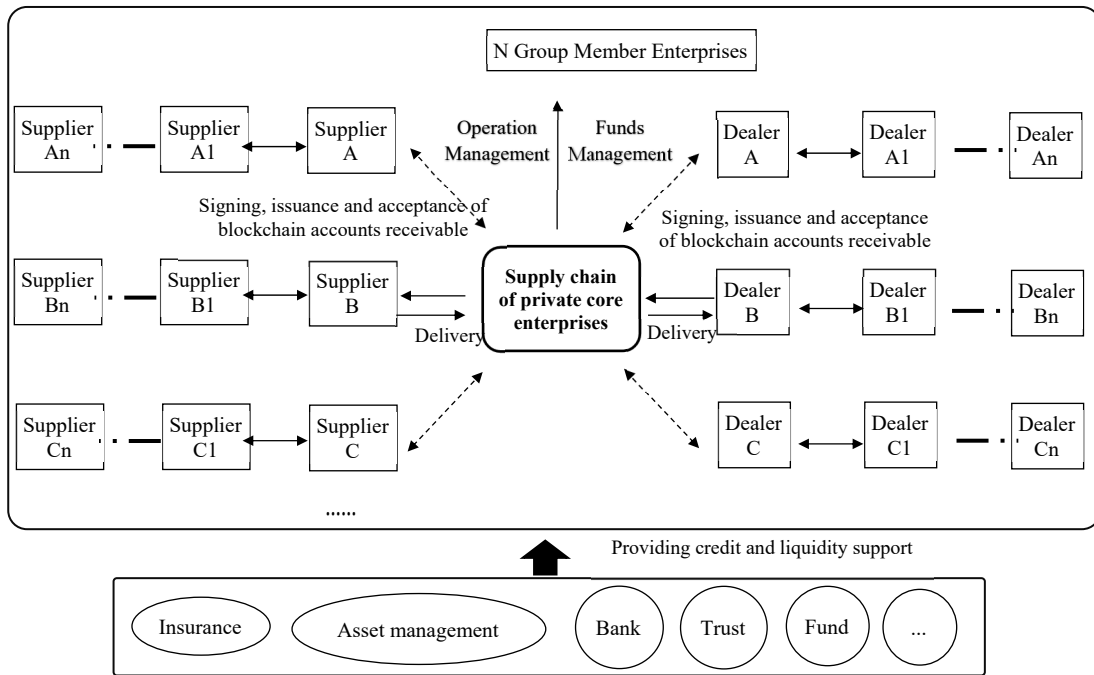 N Group Member Enterprises
Supplier
An
Supplier
A1
Supplier
A
Operation
Management
Funds
Management
Dealer
A
Dealer
A1
Dealer
An
Signing, issuance and acceptance of
blockchain accounts receivable
Signing, issuance and acceptance
of blockchain accounts receivable
Supplier
Bn
Supplier
B1
Supplier
B
Delivery
Supply chain
of private core
enterprises
Delivery
Dealer
B
Dealer
B1
Dealer
Bn
Supplier
Cn
Supplier
C1
Supplier
C
Dealer
C
Dealer
C1
Dealer
Cn
......
Providing credit and liquidity support
Insurance
Asset management
Bank
Trust
Fund
...